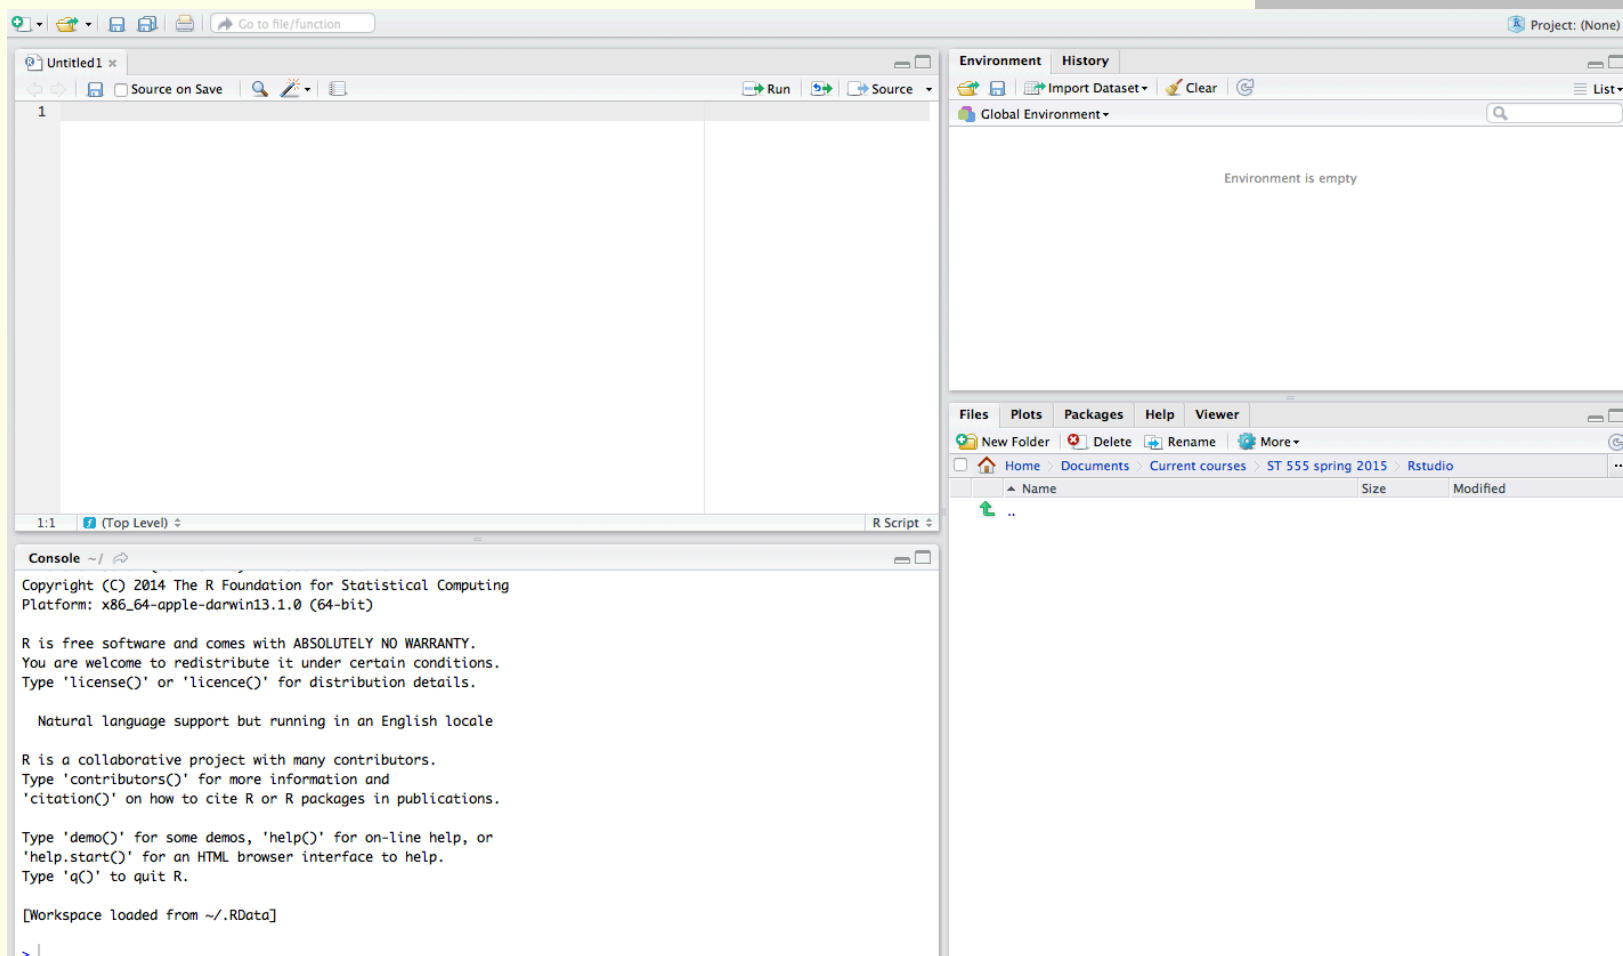 Go to file/function
Project: (None)
Untitled1
Source on Save
Run
Source
1
1:1
(Top Level)
R Script
Console ~/
Copyright (C) 2014 The R Foundation for Statistical Computing
Platform: x86_64-apple-darwin13.1.0 (64-bit)
R is free software and comes with ABSOLUTELY NO WARRANTY.
You are welcome to redistribute it under certain conditions.
Type 'license()' or 'licence()' for distribution details.
Natural language support but running in an English locale
R is a collaborative project with many contributors.
Type 'contributors()' for more information and
'citation()' on how to cite R or R packages in publications.
Type 'demo()' for some demos, 'help()' for on-line help, or
'help.start()' for an HTML browser interface to help.
Type 'q()' to quit R.
[Workspace loaded from ~/.RData]
>
Environment History
Import Dataset Clear List
Global Environment
Environment is empty
Files Plots Packages Help Viewer
New Folder Delete Rename More
Home Documents Current courses ST 555 spring 2015 Rstudio
Name Size Modified
..